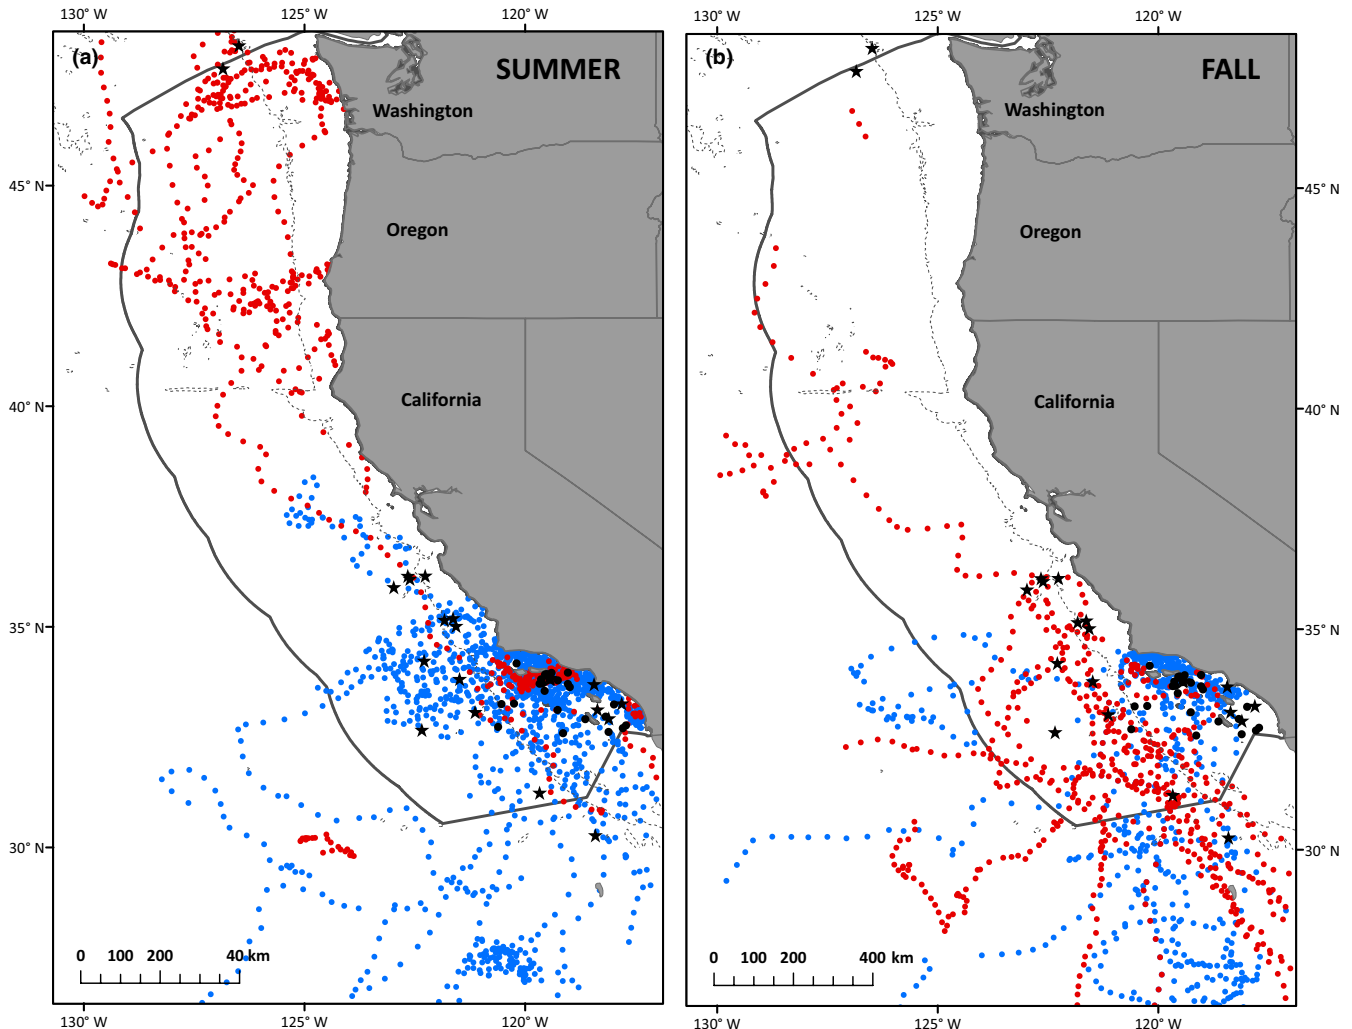 130° W 125° W 120° W
(a) SUMMER
Washington
45° N
Oregon
40° N
California
35° N
30° N
0 100 200 40 km
130° W 125° W 120° W
130° W 125° W 120° W
(b) FALL
Washington
45° N
Oregon
40° N
California
35° N
30° N
0 100 200 400 km
130° W 125° W 120° W